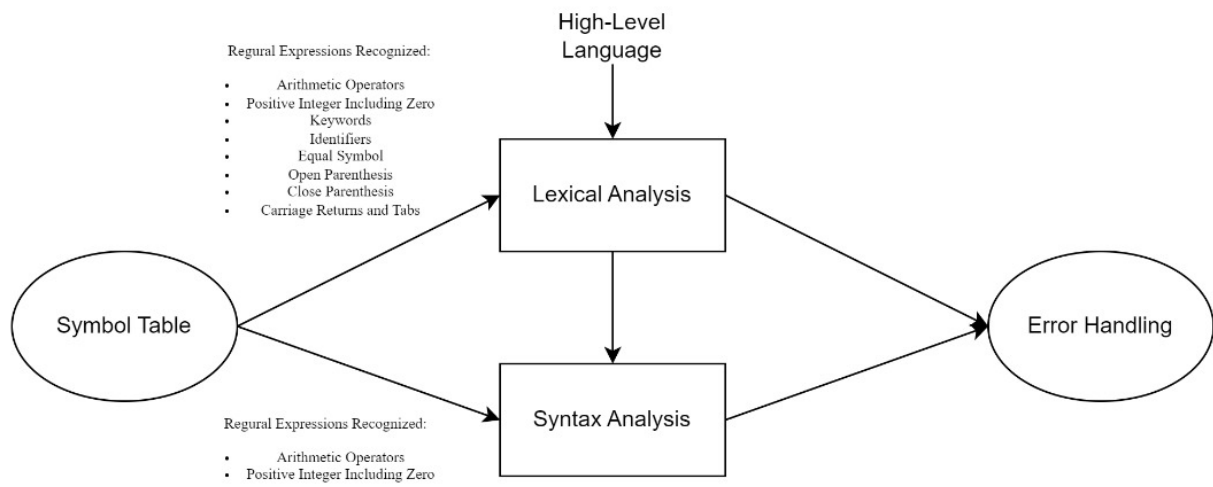 High-Level
Language
Regural Expressions Recognized:
• Arithmetic Operators
• Positive Integer Including Zero
• Keywords
• Identifiers
• Equal Symbol
• Open Parenthesis
• Close Parenthesis
• Carriage Returns and Tabs
Lexical Analysis
Symbol Table
Error Handling
Syntax Analysis
Regural Expressions Recognized:
• Arithmetic Operators
• Positive Integer Including Zero